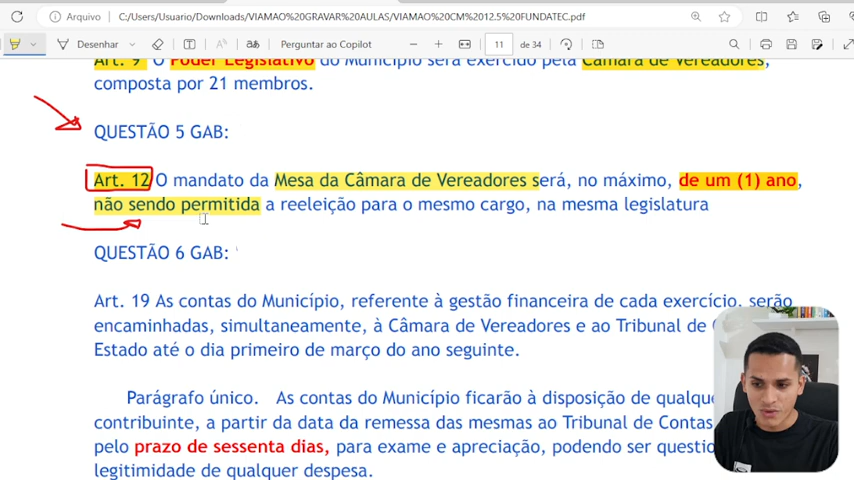 Arquivo | C:/Users/Usuario/Downloads/VIAMAO%20GRAVAR%20AULAS/VIAMAO%20CM%2012.5%20FUNDATEC.pdf
Desenhar Perguntar ao Copilot 11 de 34
Art. 9 O Poder Legislativo do Município será exercido pela Câmara de Vereadores,
composta por 21 membros.
QUESTÃO 5 GAB:
Art. 12 O mandato da Mesa da Câmara de Vereadores será, no máximo, de um (1) ano,
não sendo permitida a reeleição para o mesmo cargo, na mesma legislatura
QUESTÃO 6 GAB:
Art. 19 As contas do Município, referente à gestão financeira de cada exercício, serão
encaminhadas, simultaneamente, à Câmara de Vereadores e ao Tribunal de
Estado até o dia primeiro de março do ano seguinte.
Parágrafo único. As contas do Município ficarão à disposição de
contribuinte, a partir da data da remessa das mesmas ao Tribunal de Contas
pelo prazo de sessenta dias, para exame e apreciação, podendo ser
legitimidade de qualquer despesa.